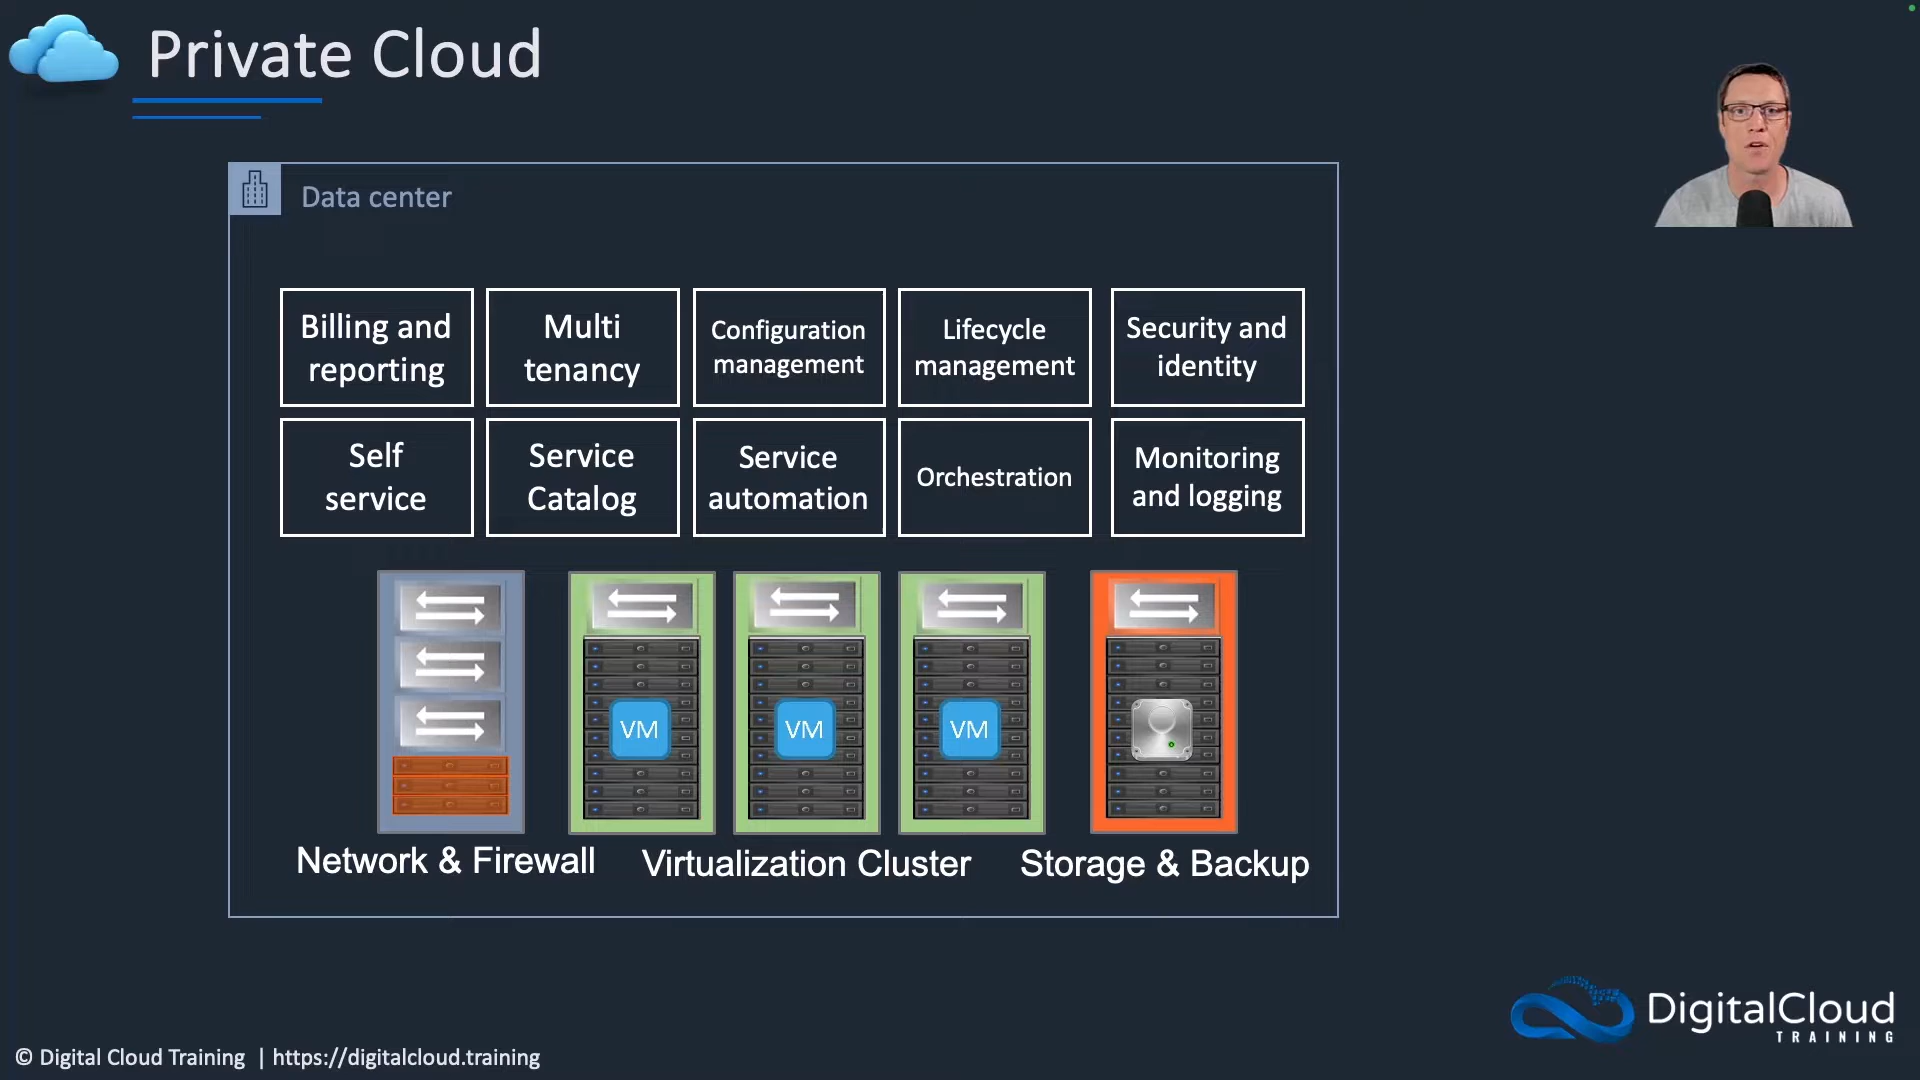 Private Cloud
Data center
Billing and
reporting
Multi
tenancy
Configuration
management
Lifecycle
management
Security and
identity
Self
service
Service
Catalog
Service
automation
Orchestration
Monitoring
and logging
VM
VM
VM
Network & Firewall
Virtualization Cluster
Storage & Backup
DigitalCloud
TRAINING
© Digital Cloud Training | https://digitalcloud.training